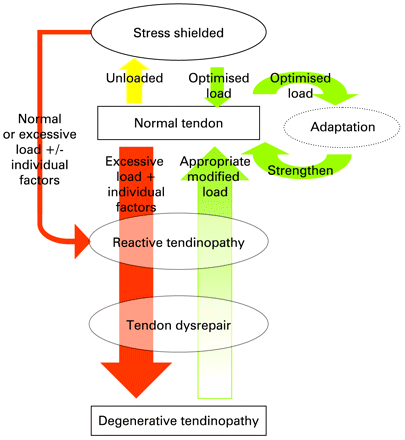 Stress shielded
Unloaded
Optimised
load
Optimised
load
Normal
or excessive
load +/-
individual
factors
Normal tendon
Adaptation
Excessive
load +
individual
factors
Appropriate
modified
load
Strengthen
Reactive tendinopathy
Tendon dysrepair
Degenerative tendinopathy